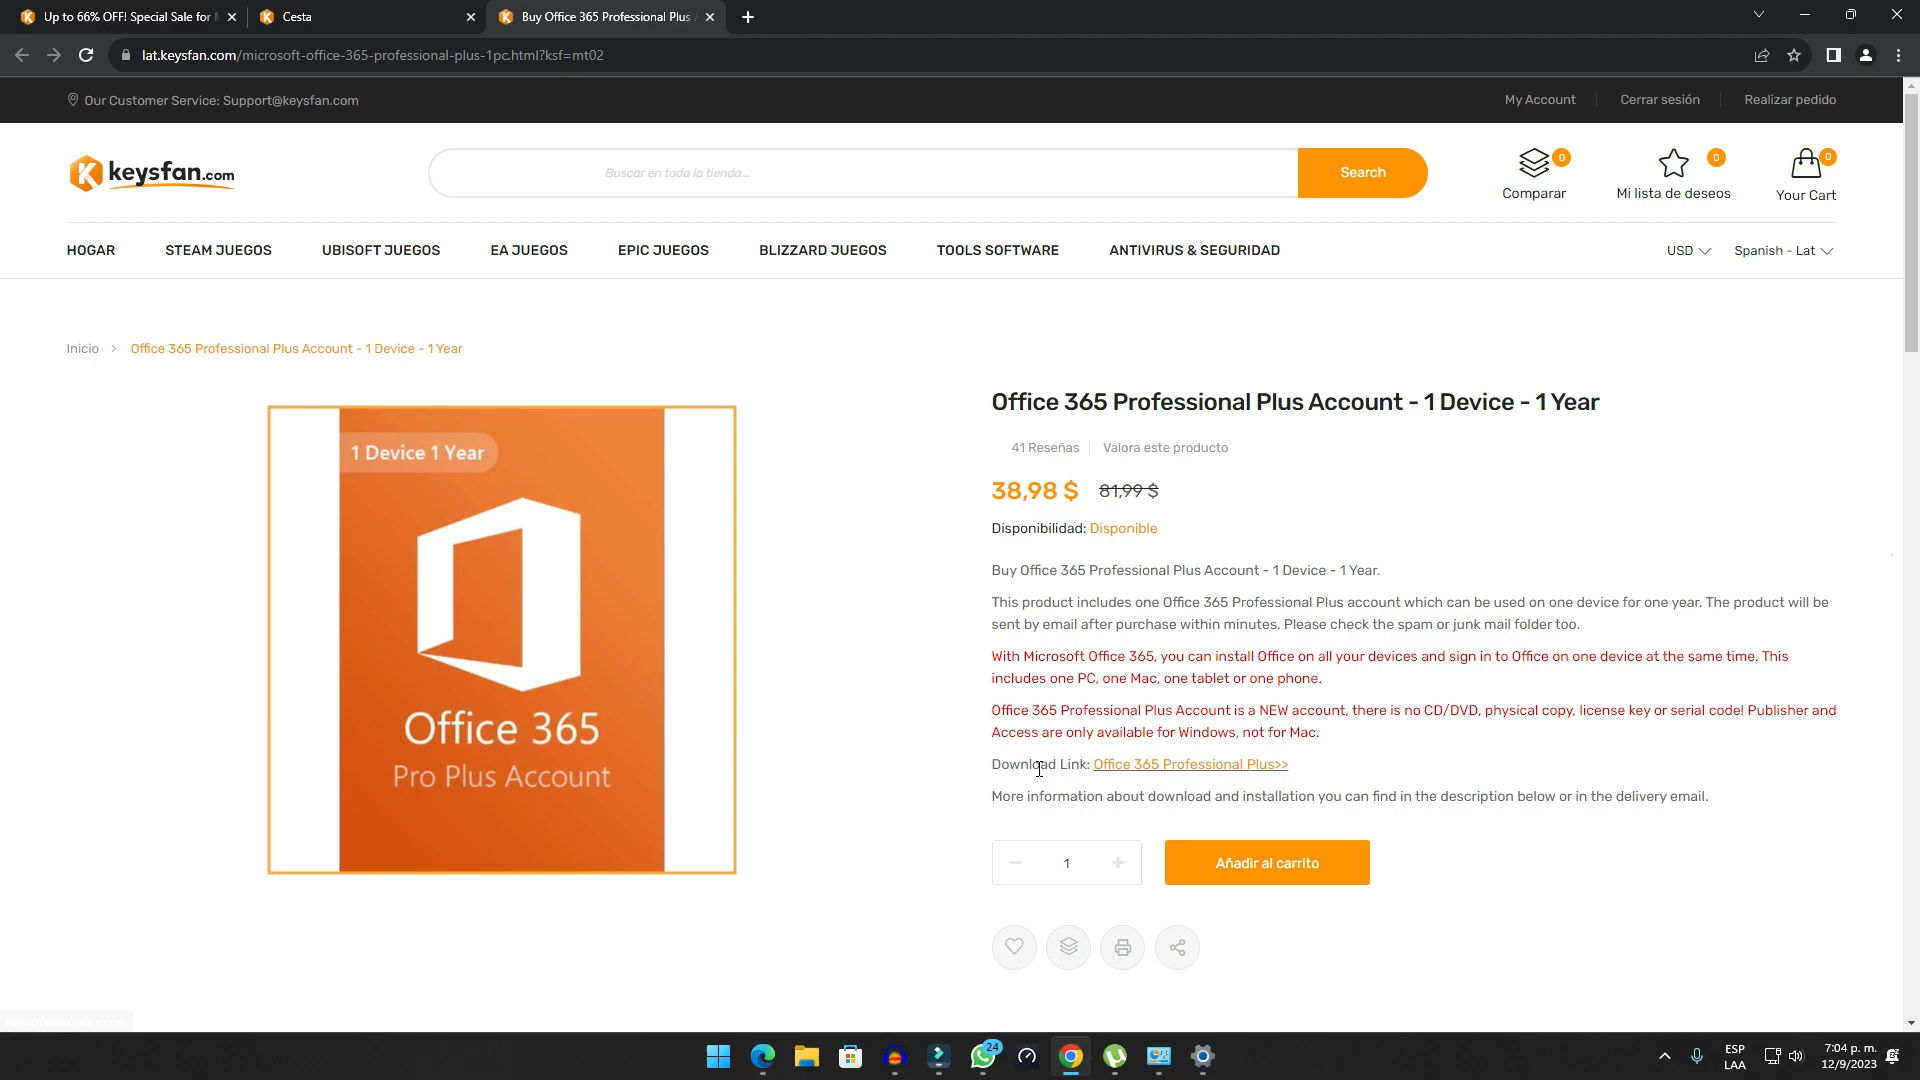 Up to 66% OFF! Special Sale for
Cesta
Buy Office 365 Professional Plus
lat.keysfan.com/microsoft-office-365-professional-plus-1pc.html?ksf=mt02
Our Customer Service: Support@keysfan.com
My Account
Cerrar sesión
Realizar pedido
keysfan.com
Buscar en toda la tienda...
Search
0
0
0
Comparar
Mi lista de deseos
Your Cart
HOGAR
STEAM JUEGOS
UBISOFT JUEGOS
EA JUEGOS
EPIC JUEGOS
BLIZZARD JUEGOS
TOOLS SOFTWARE
ANTIVIRUS & SEGURIDAD
USD
Spanish - Lat
Inicio > Office 365 Professional Plus Account - 1 Device - 1 Year
1 Device 1 Year
Office 365
Pro Plus Account
Office 365 Professional Plus Account - 1 Device - 1 Year
41 Reseñas
Valora este producto
38,98 $ 81,99 $
Disponibilidad: Disponible
Buy Office 365 Professional Plus Account - 1 Device - 1 Year.
This product includes one Office 365 Professional Plus account which can be used on one device for one year. The product will be
sent by email after purchase within minutes. Please check the spam or junk mail folder too.
With Microsoft Office 365, you can install Office on all your devices and sign in to Office on one device at the same time. This
includes one PC, one Mac, one tablet or one phone.
Office 365 Professional Plus Account is a NEW account, there is no CD/DVD, physical copy, license key or serial code! Publisher and
Access are only available for Windows, not for Mac.
Download Link: Office 365 Professional Plus>>
More information about download and installation you can find in the description below or in the delivery email.
1
Añadir al carrito
24
ESP
LAA
7:04 p. m.
12/9/2023